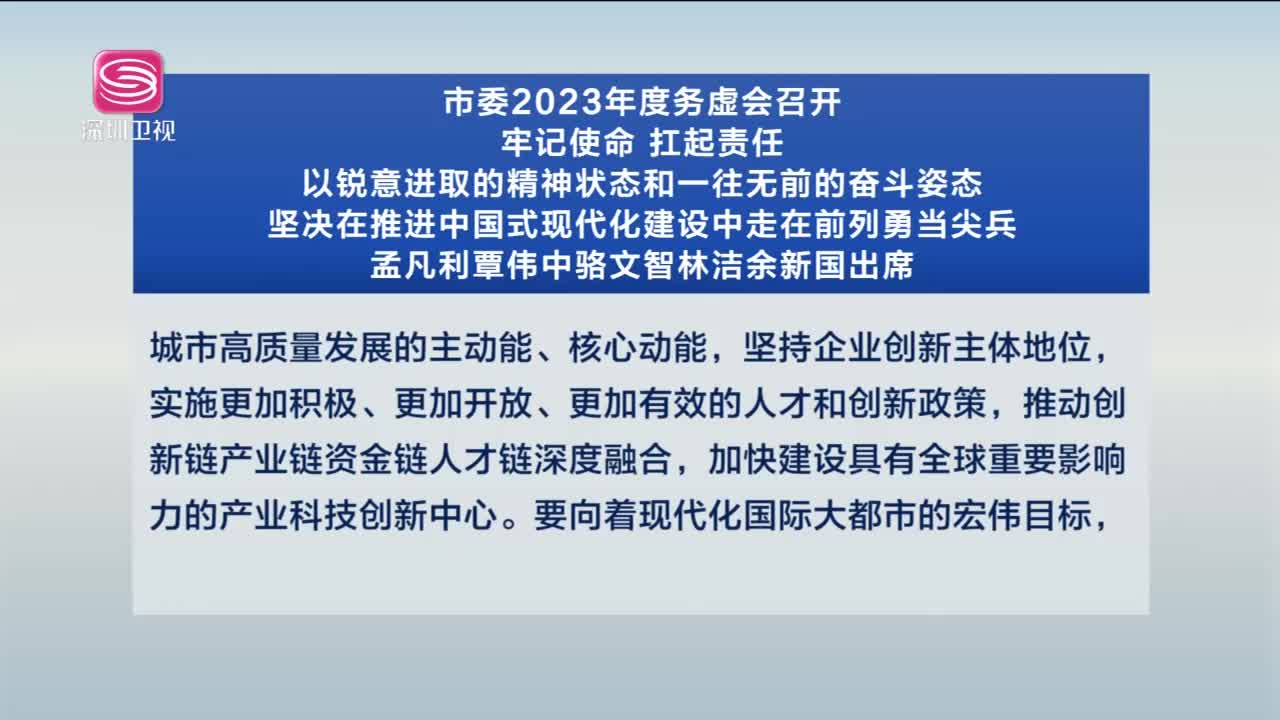 深圳卫视
市委2023年度务虚会召开
牢记使命 扛起责任
以锐意进取的精神状态和一往无前的奋斗姿态
坚决在推进中国式现代化建设中走在前列勇当尖兵
孟凡利覃伟中骆文智林洁余新国出席
城市高质量发展的主动能、核心动能，坚持企业创新主体地位，
实施更加积极、更加开放、更加有效的人才和创新政策，推动创
新链产业链资金链人才链深度融合，加快建设具有全球重要影响
力的产业科技创新中心。要向着现代化国际大都市的宏伟目标，